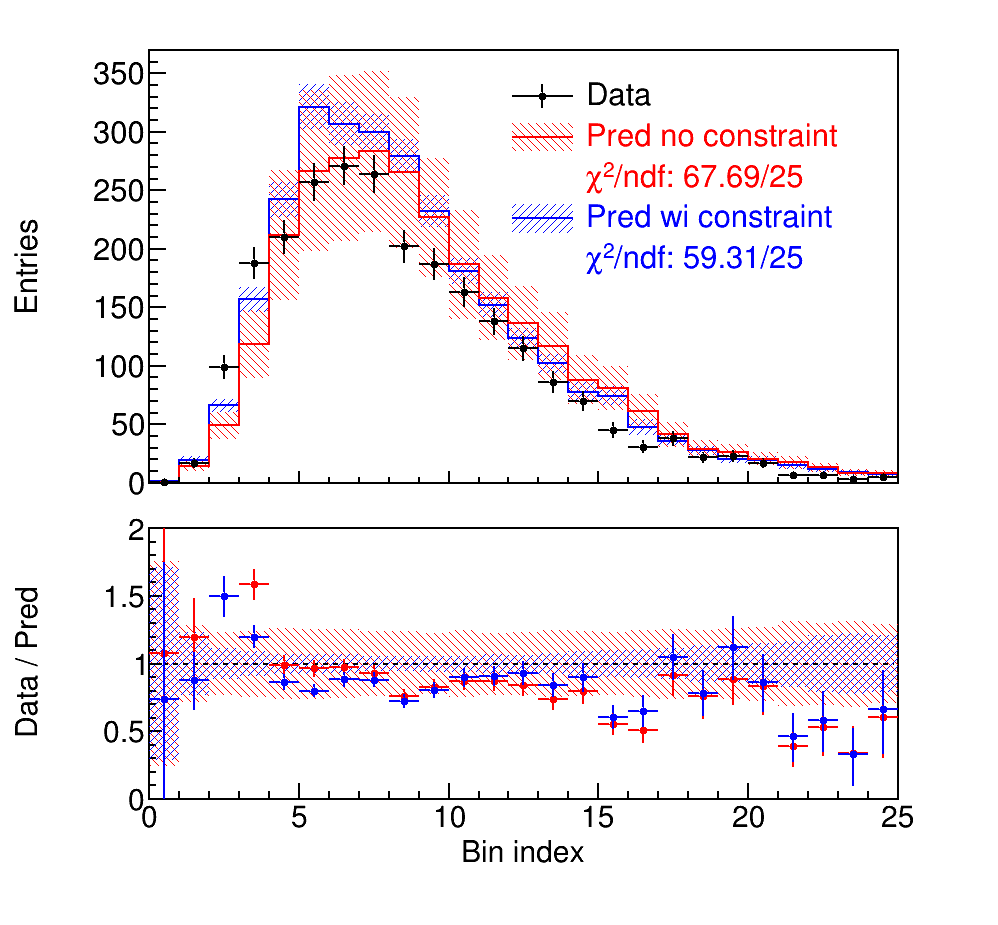 350
300
250
200
150
100
50
0
Entries
Data
Pred no constraint
χ²/ndf: 67.69/25
Pred wi constraint
χ²/ndf: 59.31/25
2
1.5
1
0.5
0
Data / Pred
0 5 10 15 20 25
Bin index